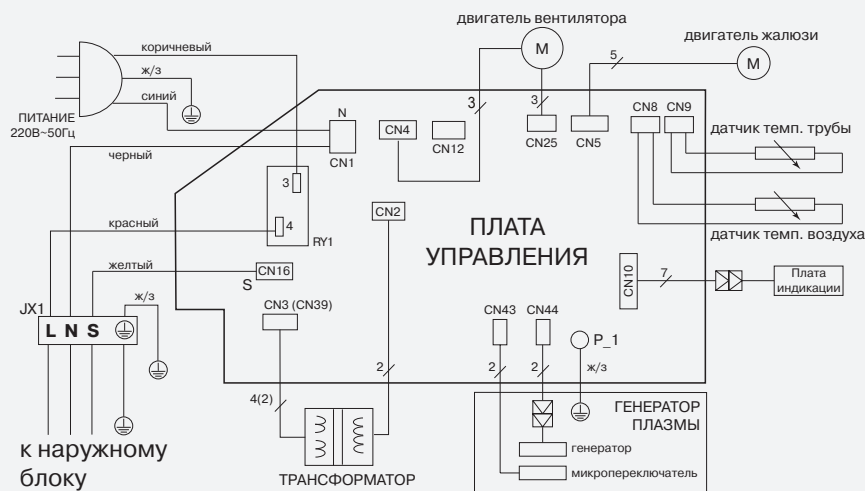 двигатель вентилятора
двигатель жалюзи
коричневый
M
M
5
ж/з
синий
ПИТАНИЕ
220В~50Гц
N
3
3
CN4
CN12
CN25
CN5
CN8
CN9
датчик темп. трубы
CN1
черный
3
4
RY1
CN2
ПЛАТА
УПРАВЛЕНИЯ
красный
датчик темп. воздуха
желтый
CN16
S
CN10
7
Плата
индикации
ж/з
JX1
L N S
CN3 (CN39)
CN43
CN44
P_1
2
2
2
ж/з
4(2)
ГЕНЕРАТОР
ПЛАЗМЫ
генератор
микропереключатель
к наружному
блоку
ТРАНСФОРМАТОР